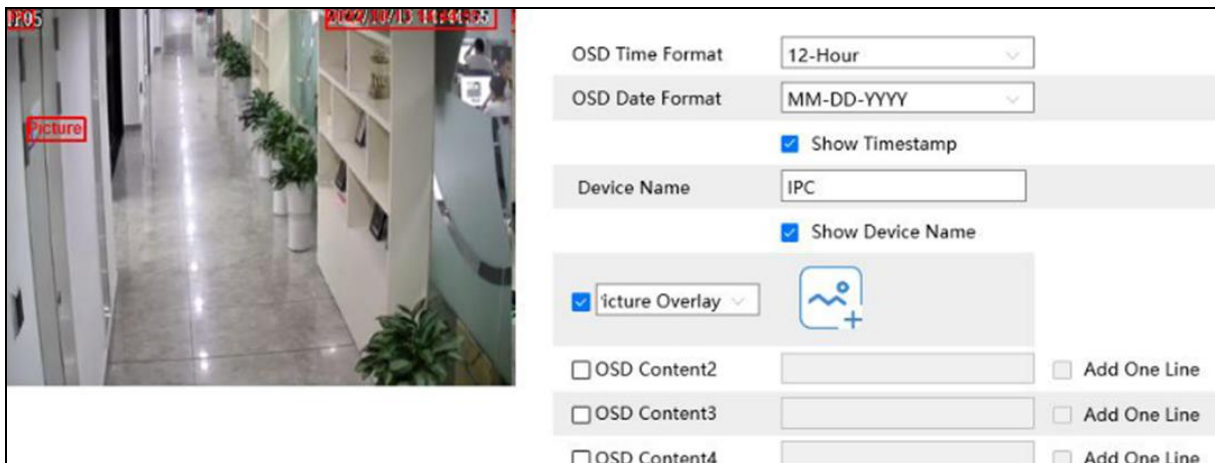 IP05
OSD Time Format 12-Hour
OSD Date Format MM-DD-YYYY
Picture
Show Timestamp
Device Name IPC
Show Device Name
icture Overlay
OSD Content2 Add One Line
OSD Content3 Add One Line
OSD Content4 Add One Line